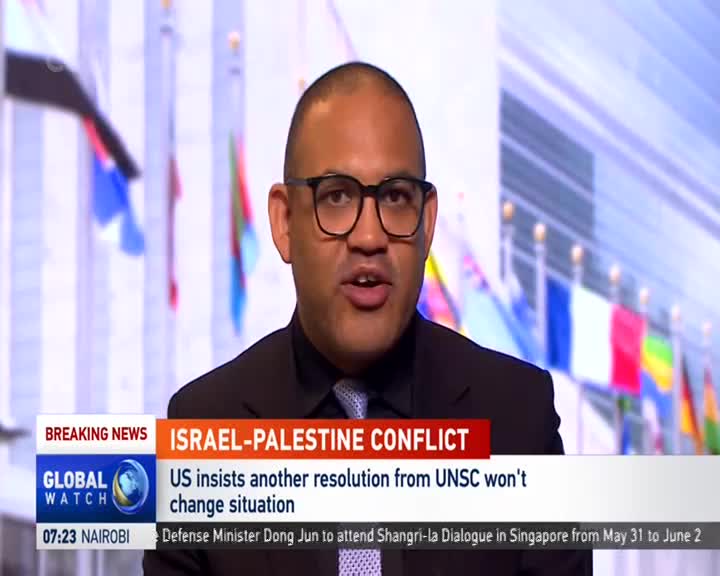 BREAKING NEWS
ISRAEL-PALESTINE CONFLICT
GLOBAL
WATCH
US insists another resolution from UNSC won't
change situation
07:23 NAIROBI
e Defense Minister Dong Jun to attend Shangri-la Dialogue in Singapore from May 31 to June 2